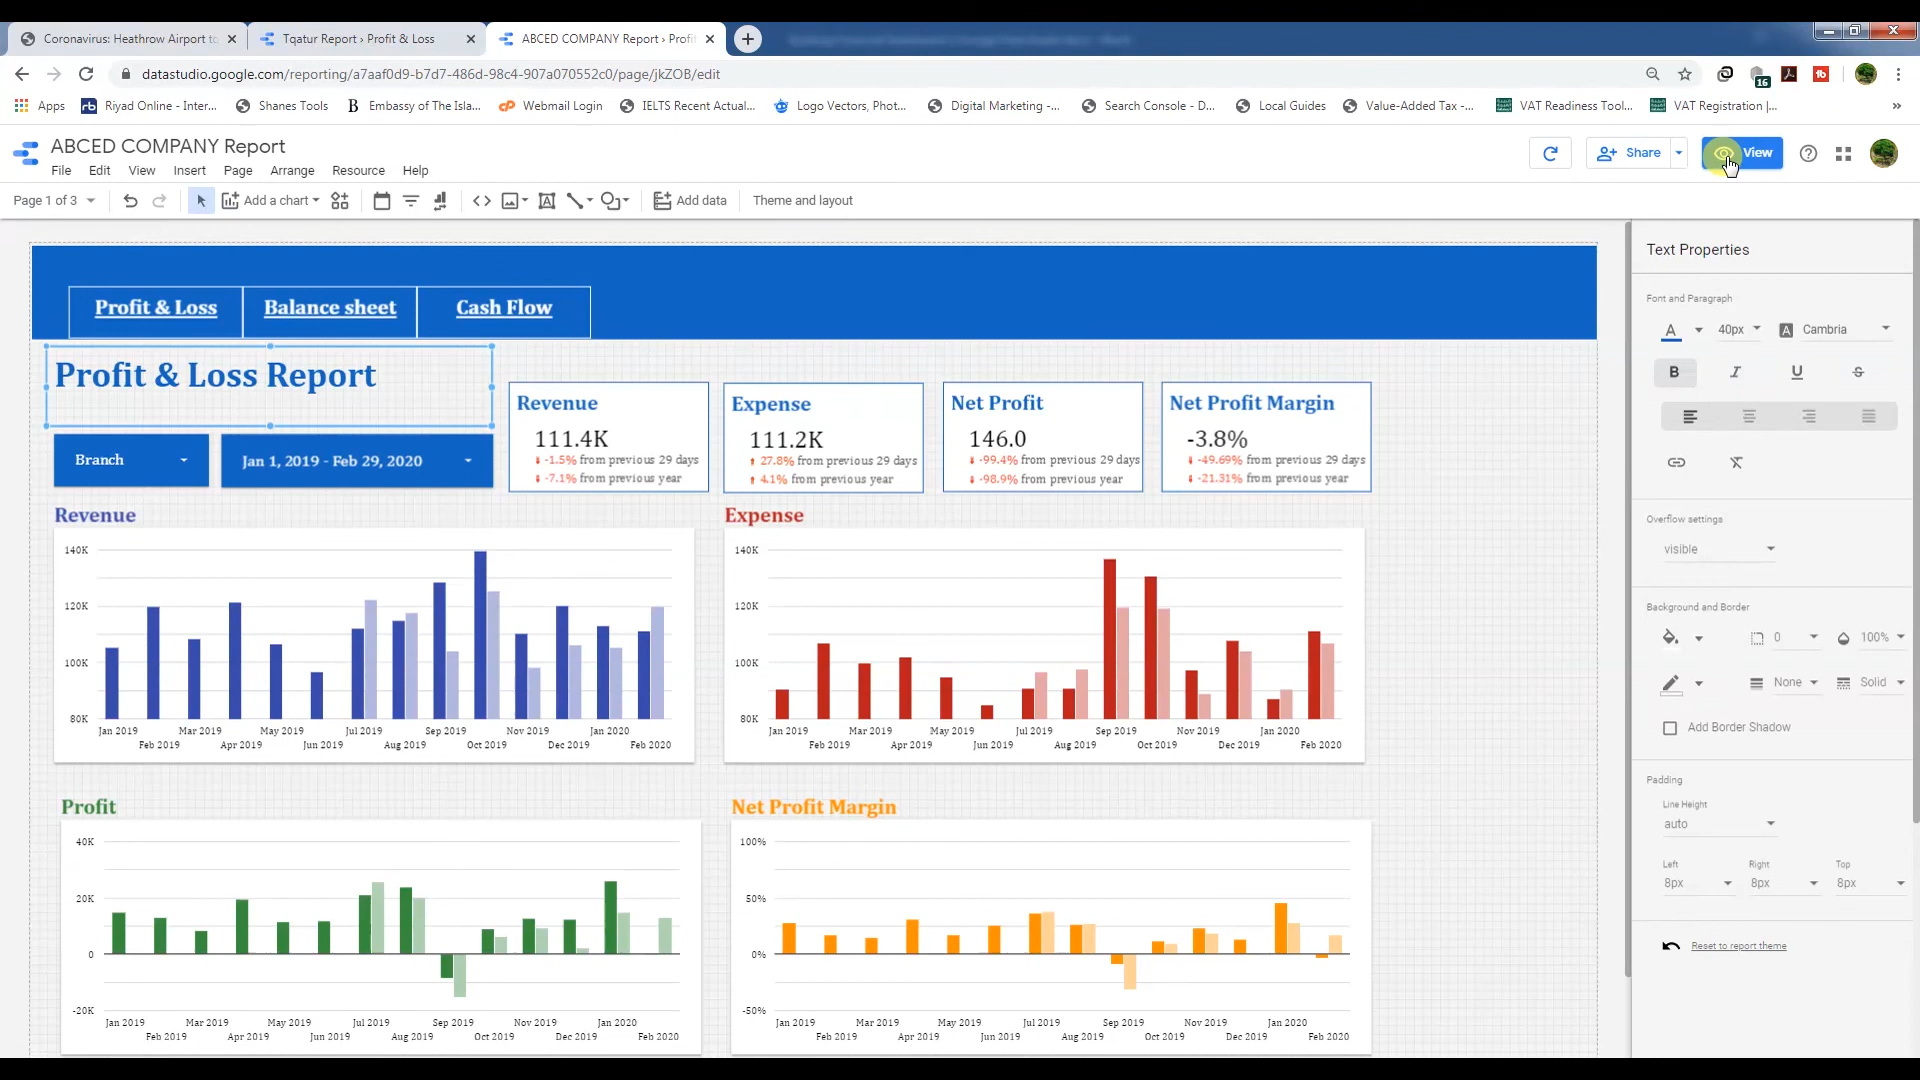 Coronavirus: Heathrow Airport to
Tqatur Report › Profit & Loss
ABCED COMPANY Report › Profi
datastudio.google.com/reporting/a7aaf0d9-b7d7-486d-98c4-907a070552c0/page/jkZOB/edit
16
Apps
Riyad Online - Inter...
Shanes Tools
Embassy of The Isla...
Webmail Login
IELTS Recent Actual...
Logo Vectors, Phot...
Digital Marketing -...
Search Console - D...
Local Guides
Value-Added Tax -...
VAT Readiness Tool...
VAT Registration |...
»
ABCED COMPANY Report
File Edit View Insert Page Arrange Resource Help
Share
View
Page 1 of 3
Add a chart
Add data
Theme and layout
Profit & Loss
Balance sheet
Cash Flow
Profit & Loss Report
Branch
Jan 1, 2019 - Feb 29, 2020
Revenue
111.4K
-1.5% from previous 29 days
-7.1% from previous year
Expense
111.2K
27.8% from previous 29 days
4.1% from previous year
Net Profit
146.0
-99.4% from previous 29 days
-98.9% from previous year
Net Profit Margin
-3.8%
-49.69% from previous 29 days
-21.31% from previous year
Revenue
140K
120K
100K
80K
Jan 2019 Mar 2019 May 2019 Jul 2019 Sep 2019 Nov 2019 Jan 2020
Feb 2019 Apr 2019 Jun 2019 Aug 2019 Oct 2019 Dec 2019 Feb 2020
Expense
140K
120K
100K
80K
Jan 2019 Mar 2019 May 2019 Jul 2019 Sep 2019 Nov 2019 Jan 2020
Feb 2019 Apr 2019 Jun 2019 Aug 2019 Oct 2019 Dec 2019 Feb 2020
Profit
40K
20K
0
-20K
Jan 2019 Mar 2019 May 2019 Jul 2019 Sep 2019 Nov 2019 Jan 2020
Feb 2019 Apr 2019 Jun 2019 Aug 2019 Oct 2019 Dec 2019 Feb 2020
Net Profit Margin
100%
50%
0%
-50%
Jan 2019 Mar 2019 May 2019 Jul 2019 Sep 2019 Nov 2019 Jan 2020
Feb 2019 Apr 2019 Jun 2019 Aug 2019 Oct 2019 Dec 2019 Feb 2020
Text Properties
Font and Paragraph
A 40px A Cambria
B I U S
Overflow settings
visible
Background and Border
0 100%
None Solid
Add Border Shadow
Padding
Line Height
auto
Left Right Top
8px 8px 8px
Reset to report theme